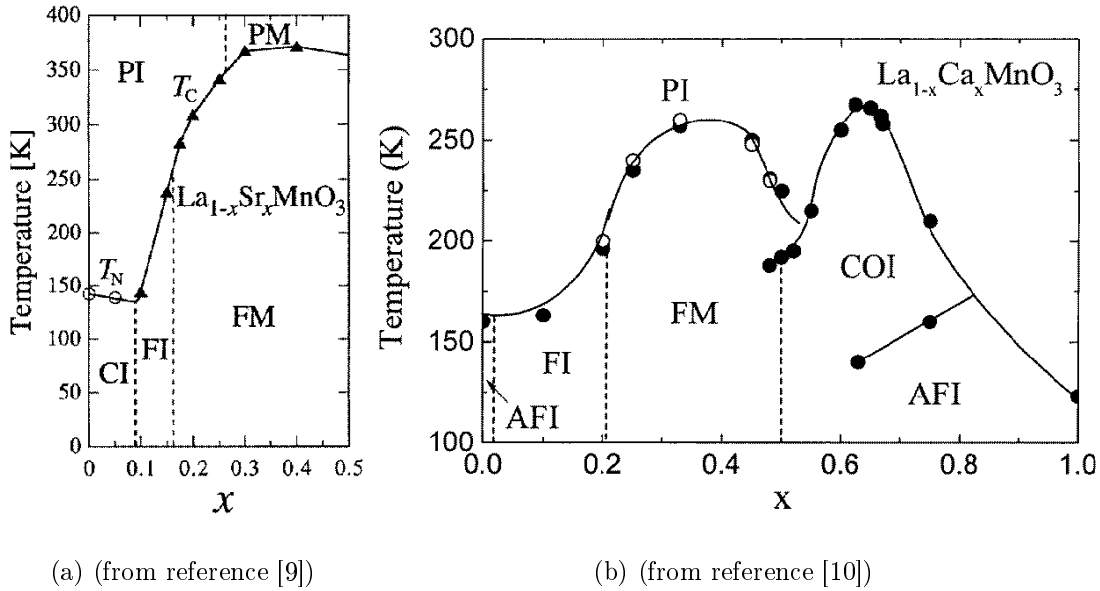 400
350
300
250
200
150
100
50
0
Temperature [K]
PM
PI
T_C
La_{1-x}Sr_xMnO_3
T_N
FM
FI
CI
0 0.1 0.2 0.3 0.4 0.5
x
(a) (from reference [9])
300
250
200
150
100
Temperature (K)
La_{1-x}Ca_xMnO_3
PI
COI
FM
FI
AFI
AFI
0.0 0.2 0.4 0.6 0.8 1.0
x
(b) (from reference [10])